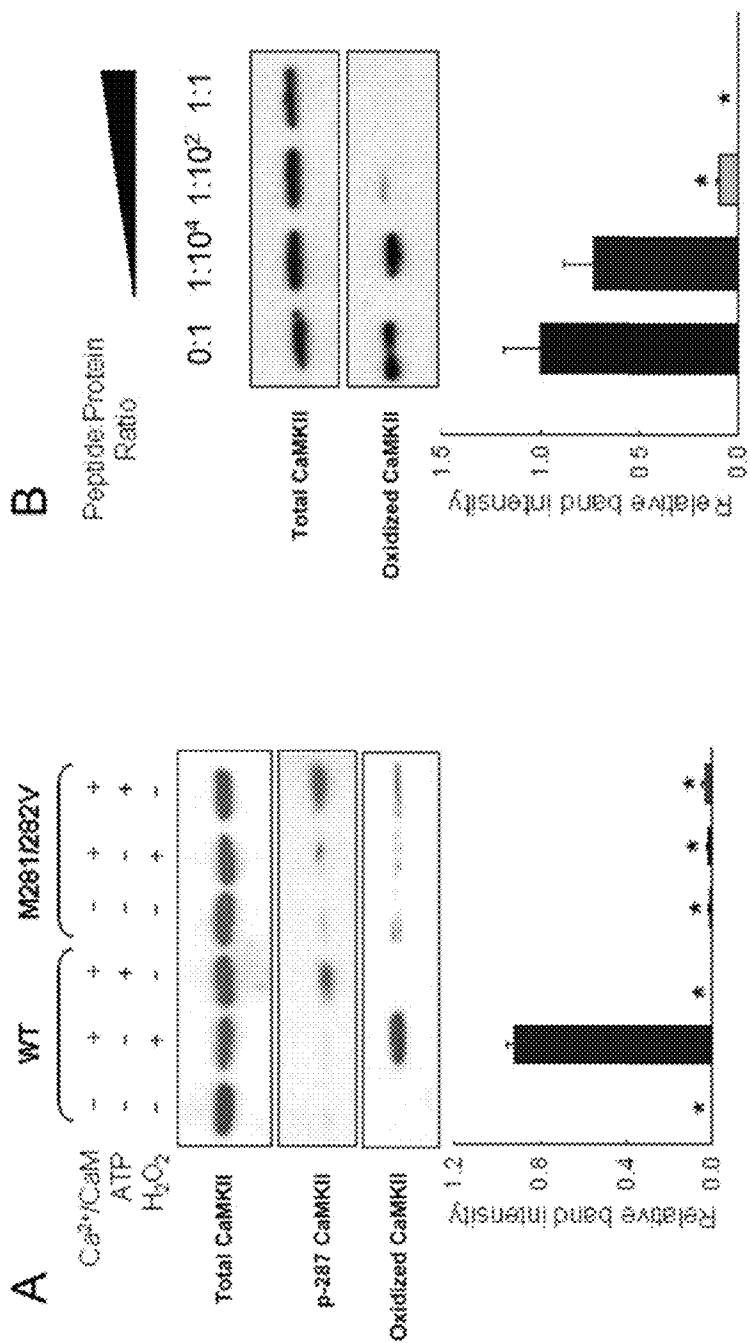 A
WT M281/282V
Ca²⁺/CaM - + + - + +
ATP - - + - - +
H₂O₂ - + - - + -
Total CaMKII
p-287 CaMKII
Oxidized CaMKII
Relative band intensity
1.2
0.8
0.4
0.0
* * * * *
B
Peptide:Protein
Ratio
0:1 1:10⁴ 1:10² 1:1
Total CaMKII
Oxidized CaMKII
Relative band intensity
1.5
1.0
0.5
0.0
* *